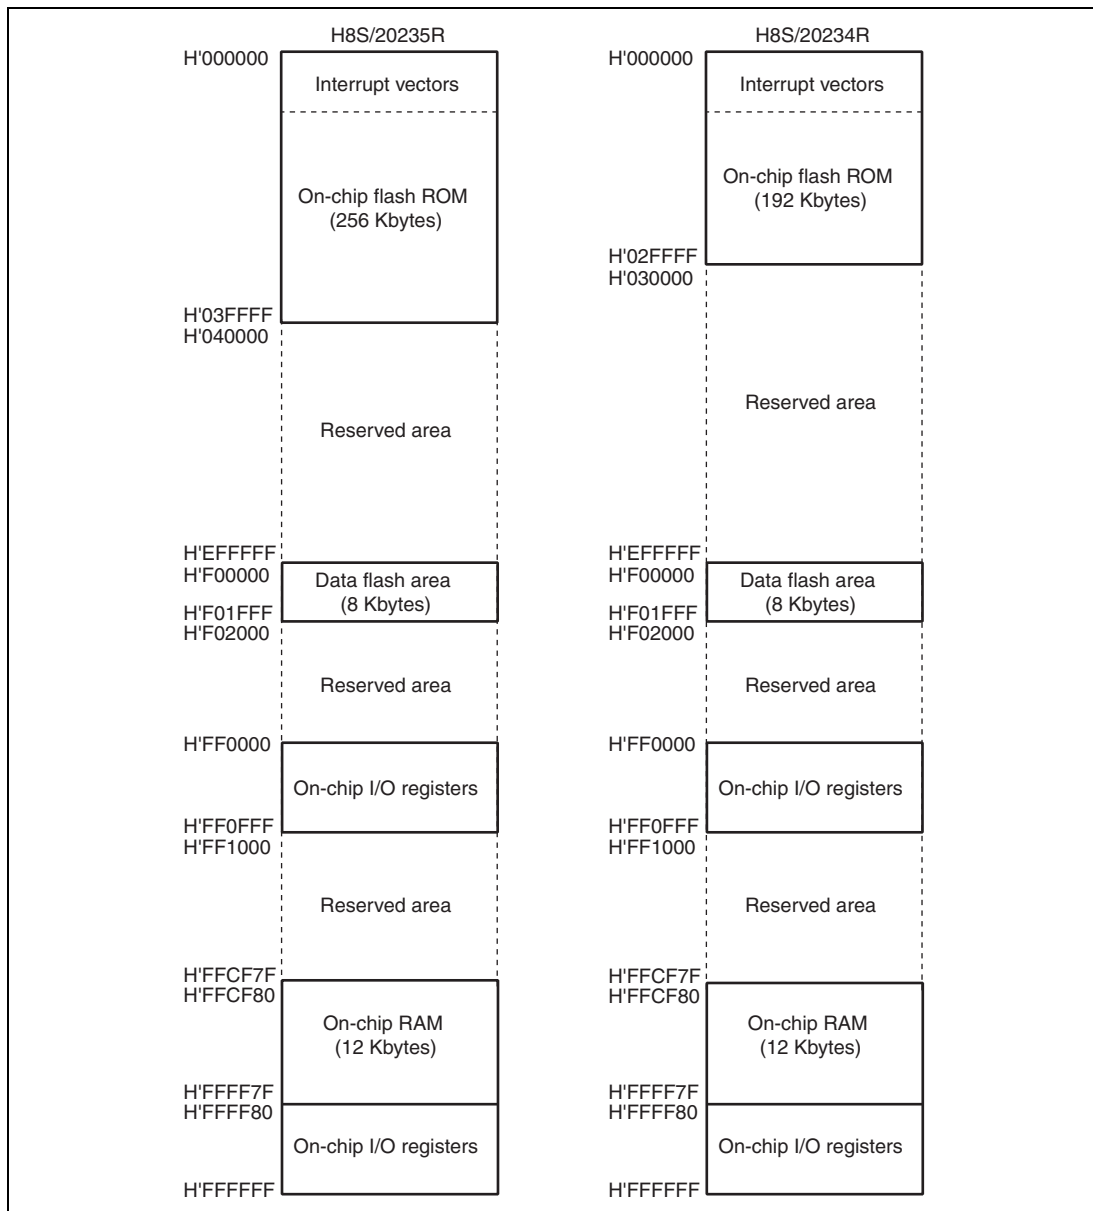 H8S/20235R
H'000000
Interrupt vectors
On-chip flash ROM
(256 Kbytes)
H'03FFFF
H'040000
Reserved area
H'EFFFFF
H'F00000
Data flash area
(8 Kbytes)
H'F01FFF
H'F02000
Reserved area
H'FF0000
On-chip I/O registers
H'FF0FFF
H'FF1000
Reserved area
H'FFCF7F
H'FFCF80
On-chip RAM
(12 Kbytes)
H'FFFF7F
H'FFFF80
On-chip I/O registers
H'FFFFFF
H8S/20234R
H'000000
Interrupt vectors
On-chip flash ROM
(192 Kbytes)
H'02FFFF
H'030000
Reserved area
H'EFFFFF
H'F00000
Data flash area
(8 Kbytes)
H'F01FFF
H'F02000
Reserved area
H'FF0000
On-chip I/O registers
H'FF0FFF
H'FF1000
Reserved area
H'FFCF7F
H'FFCF80
On-chip RAM
(12 Kbytes)
H'FFFF7F
H'FFFF80
On-chip I/O registers
H'FFFFFF